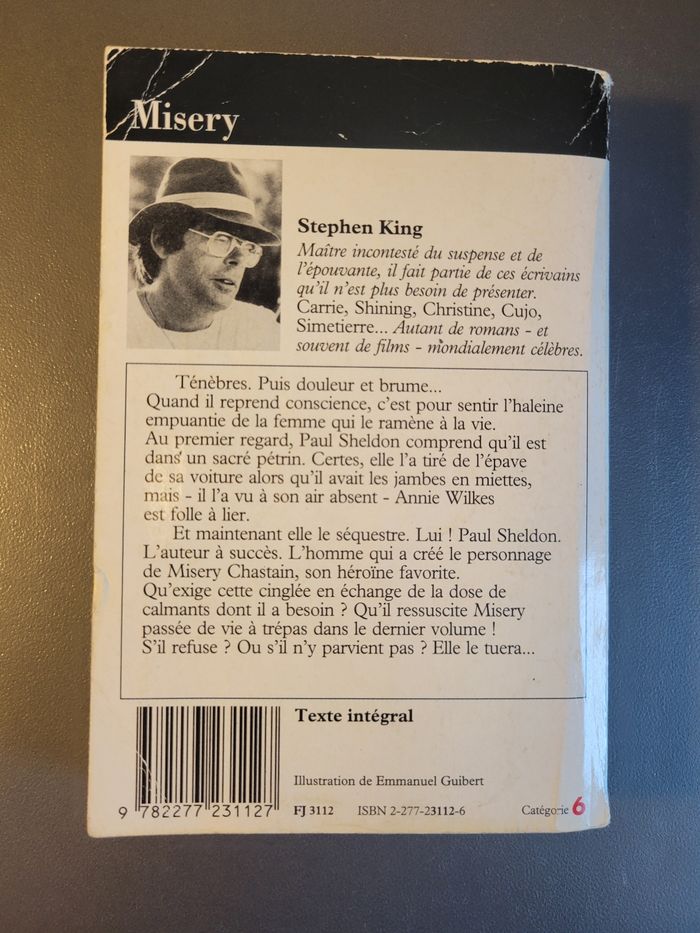 Misery
Stephen King
Maître incontesté du suspense et de
l'épouvante, il fait partie de ces écrivains
qu'il n'est plus besoin de présenter.
Carrie, Shining, Christine, Cujo,
Simetierre... Autant de romans - et
souvent de films - mondialement célèbres.
Ténèbres. Puis douleur et brume...
Quand il reprend conscience, c'est pour sentir l'haleine
empuantie de la femme qui le ramène à la vie.
Au premier regard, Paul Sheldon comprend qu'il est
dans un sacré pétrin. Certes, elle l'a tiré de l'épave
de sa voiture alors qu'il avait les jambes en miettes,
mais - il l'a vu à son air absent - Annie Wilkes
est folle à lier.
Et maintenant elle le séquestre. Lui ! Paul Sheldon.
L'auteur à succès. L'homme qui a créé le personnage
de Misery Chastain, son héroïne favorite.
Qu'exige cette cinglée en échange de la dose de
calmants dont il a besoin ? Qu'il ressuscite Misery
passée de vie à trépas dans le dernier volume !
S'il refuse ? Ou s'il n'y parvient pas ? Elle le tuera...
Texte intégral
Illustration de Emmanuel Guibert
9 782277 231127
FJ 3112 ISBN 2-277-23112-6 Catégorie 6